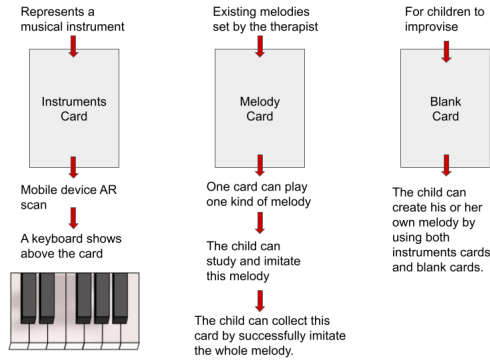 Represents a
musical instrument
Instruments
Card
Mobile device AR
scan
A keyboard shows
above the card
Existing melodies
set by the therapist
Melody
Card
One card can play
one kind of melody
The child can
study and imitate
this melody
The child can collect this
card by successfully imitate
the whole melody.
For children to
improvise
Blank
Card
The child can
create his or her
own melody by
using both
instruments cards
and blank cards.